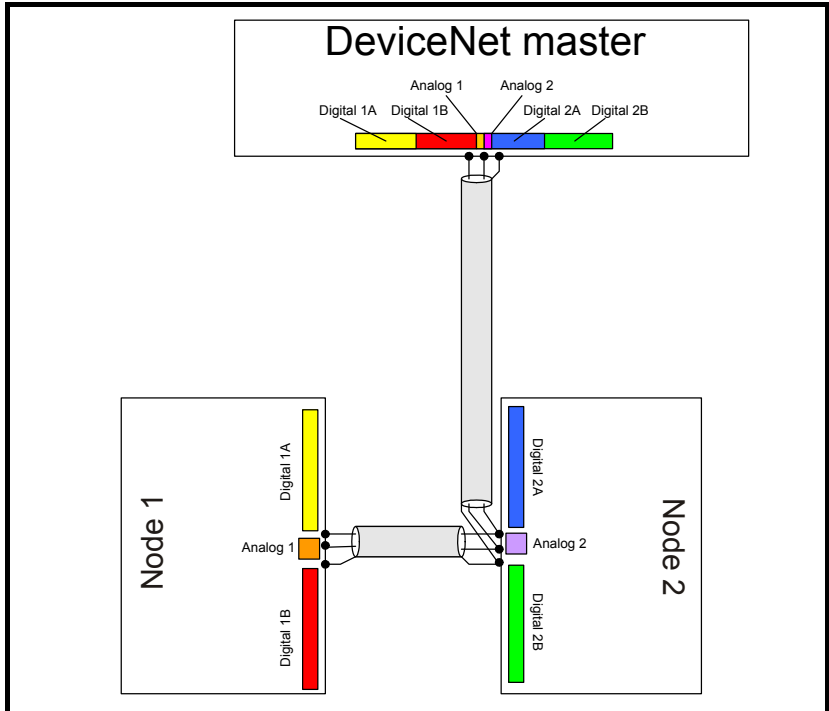 DeviceNet master
Analog 1 Analog 2
Digital 1A Digital 1B Digital 2A Digital 2B
Node 1
Digital 1A
Analog 1
Digital 1B
Digital 2A
Analog 2
Digital 2B
Node 2